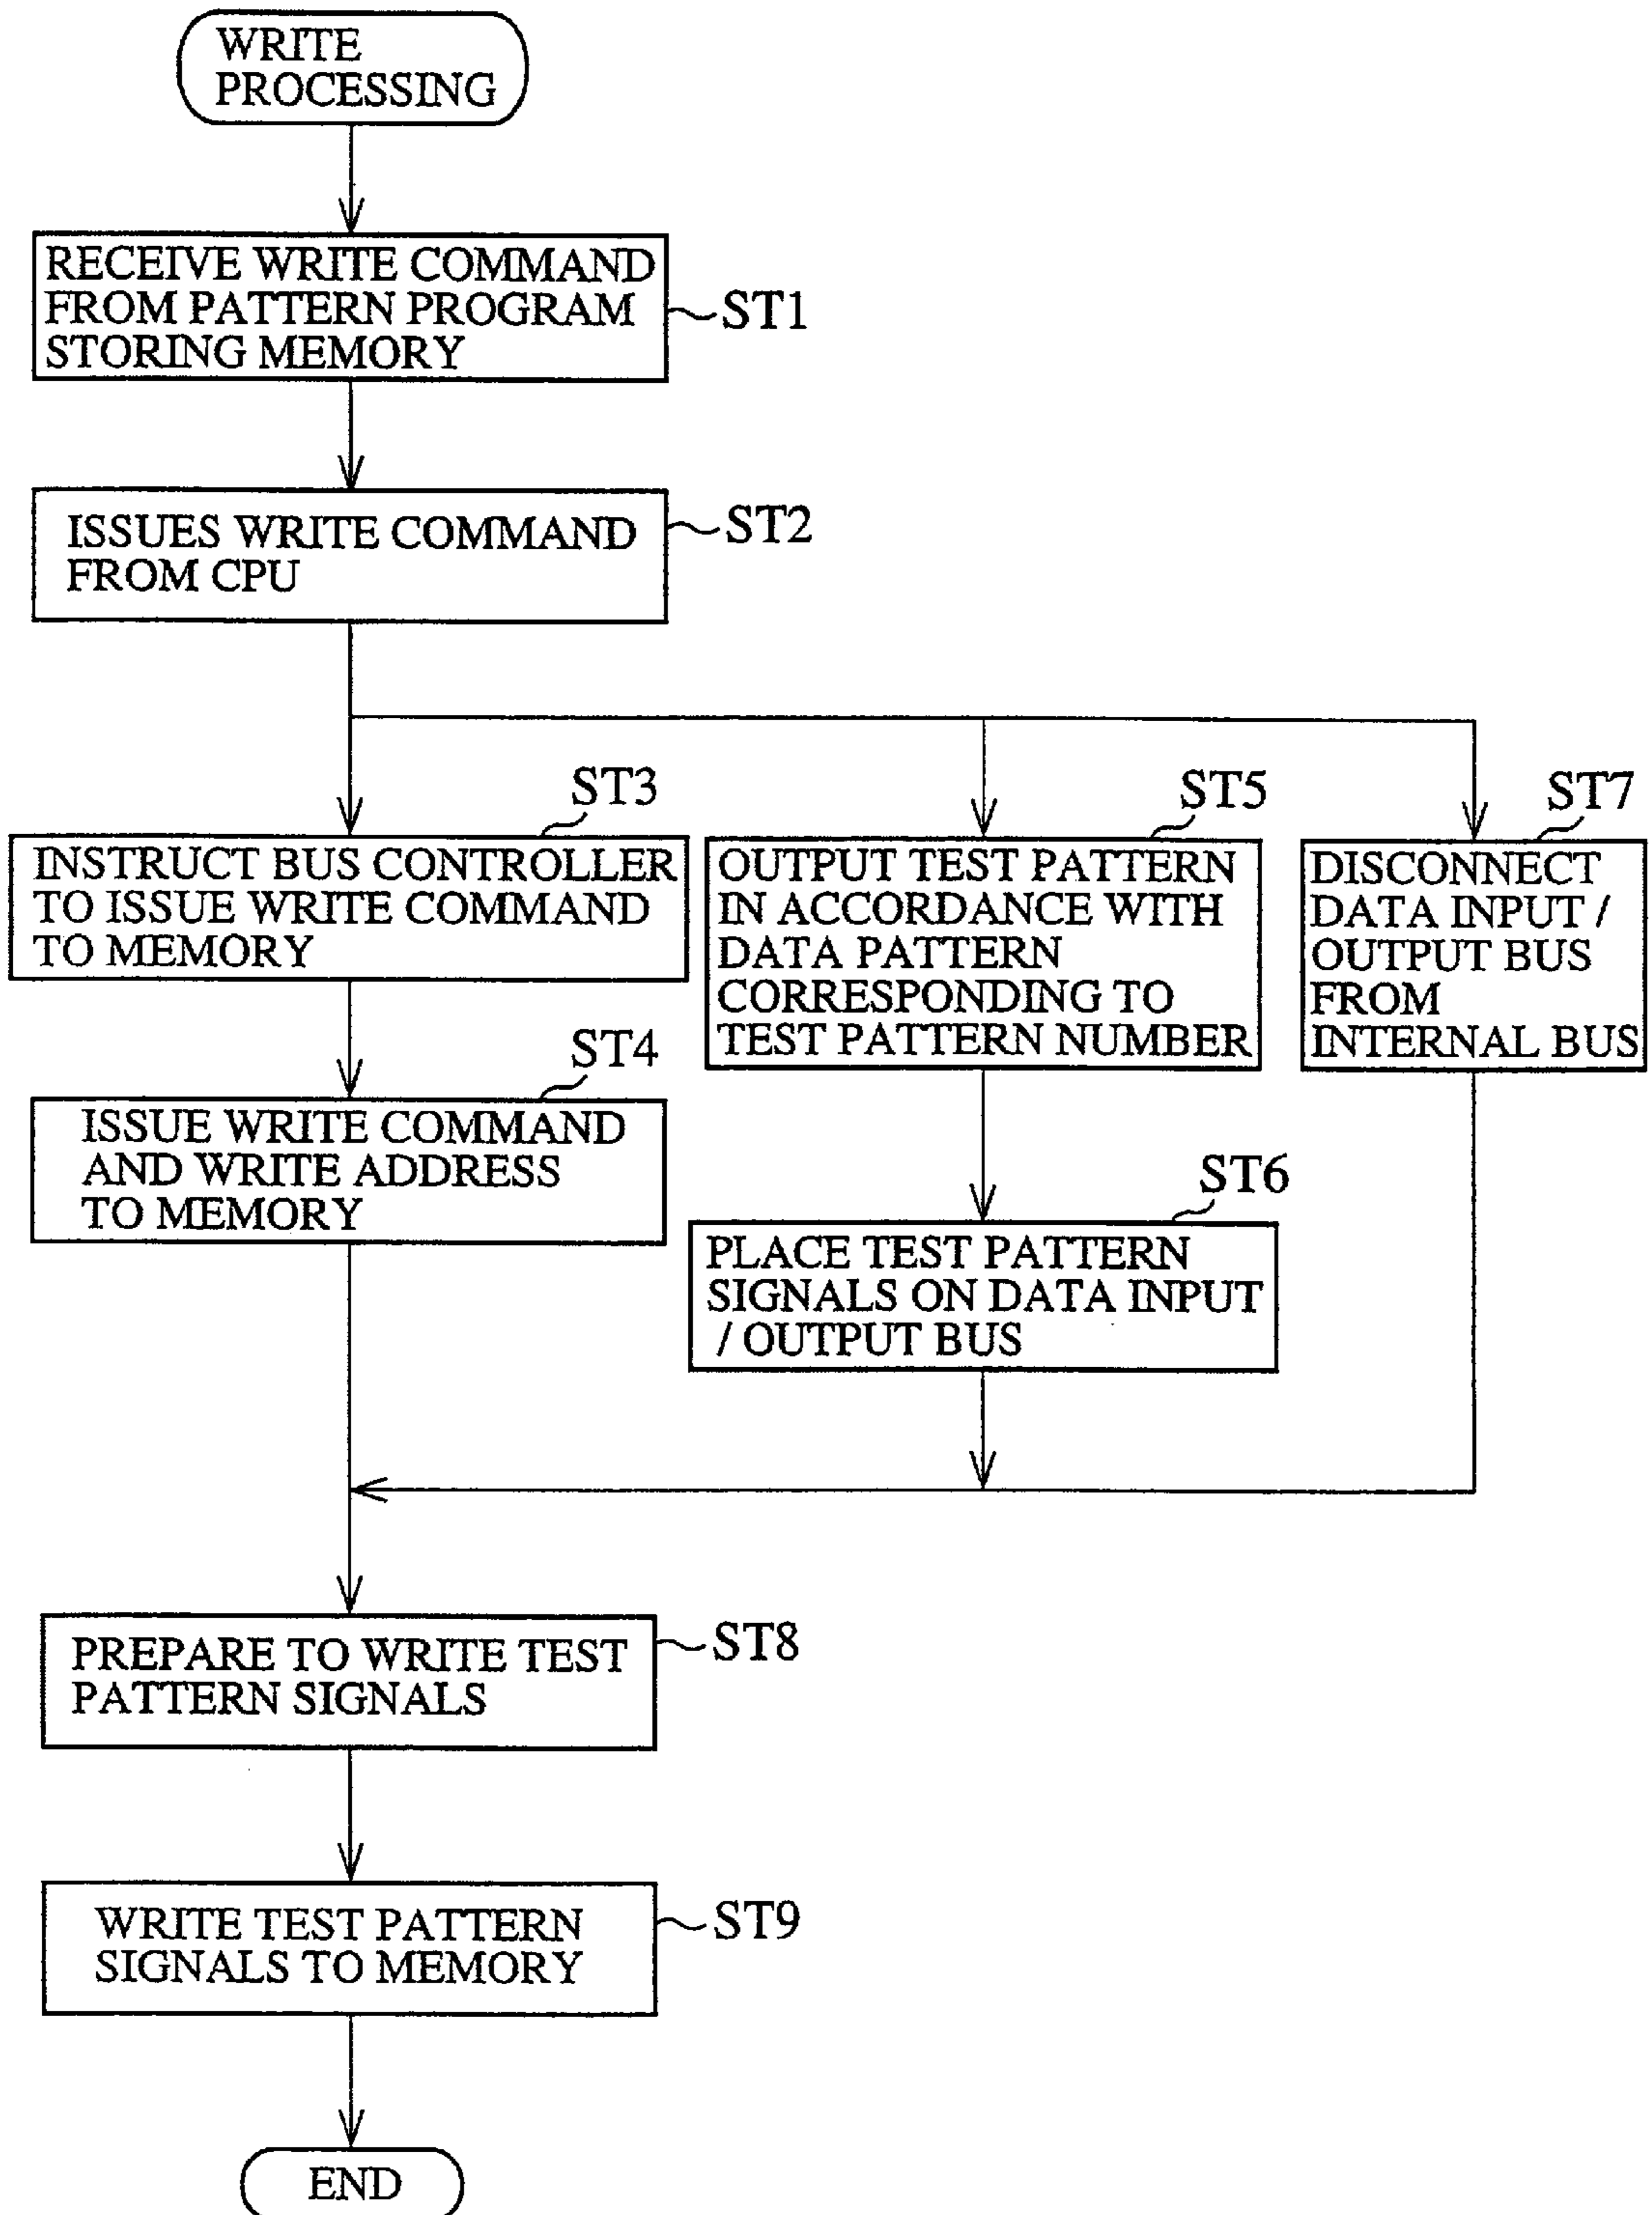 WRITE
PROCESSING
RECEIVE WRITE COMMAND
FROM PATTERN PROGRAM
STORING MEMORY
ST1
ISSUES WRITE COMMAND
FROM CPU
ST2
ST3
INSTRUCT BUS CONTROLLER
TO ISSUE WRITE COMMAND
TO MEMORY
ST4
ISSUE WRITE COMMAND
AND WRITE ADDRESS
TO MEMORY
ST5
OUTPUT TEST PATTERN
IN ACCORDANCE WITH
DATA PATTERN
CORRESPONDING TO
TEST PATTERN NUMBER
ST6
PLACE TEST PATTERN
SIGNALS ON DATA INPUT
/ OUTPUT BUS
ST7
DISCONNECT
DATA INPUT /
OUTPUT BUS
FROM
INTERNAL BUS
PREPARE TO WRITE TEST
PATTERN SIGNALS
ST8
WRITE TEST PATTERN
SIGNALS TO MEMORY
ST9
END